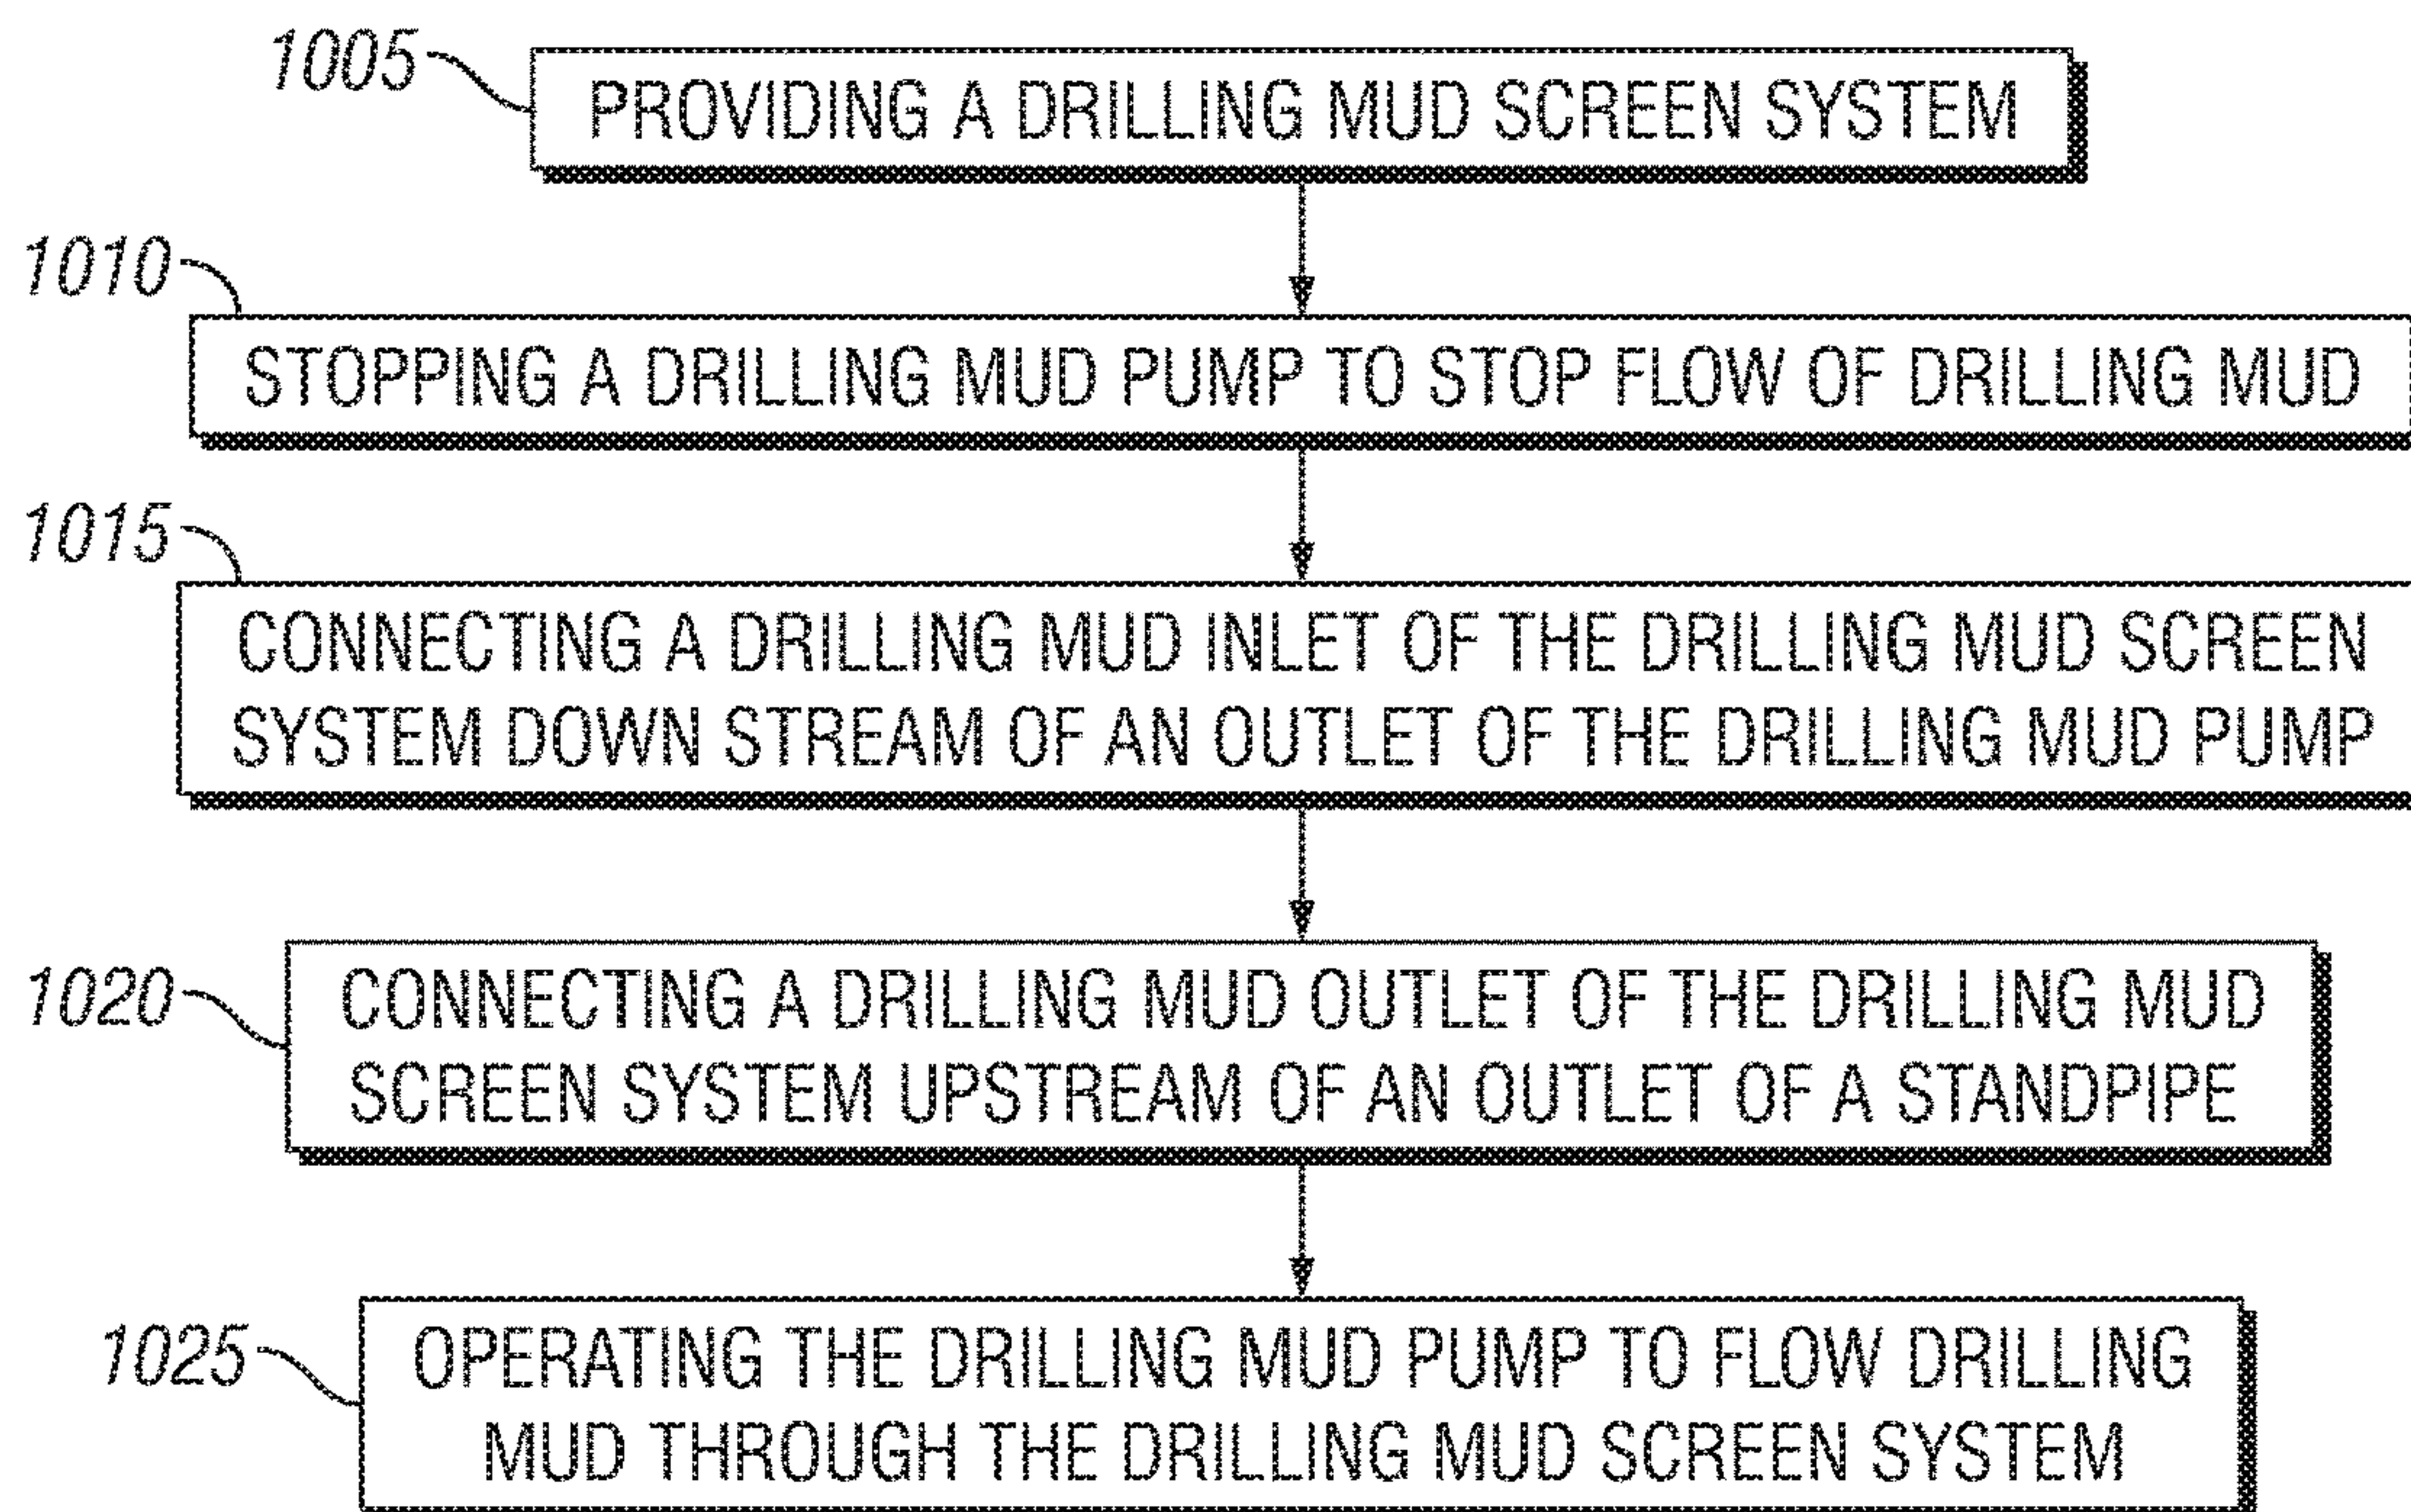 1005
PROVIDING A DRILLING MUD SCREEN SYSTEM
1010
STOPPING A DRILLING MUD PUMP TO STOP FLOW OF DRILLING MUD
1015
CONNECTING A DRILLING MUD INLET OF THE DRILLING MUD SCREEN
SYSTEM DOWN STREAM OF AN OUTLET OF THE DRILLING MUD PUMP
1020
CONNECTING A DRILLING MUD OUTLET OF THE DRILLING MUD
SCREEN SYSTEM UPSTREAM OF AN OUTLET OF A STANDPIPE
1025
OPERATING THE DRILLING MUD PUMP TO FLOW DRILLING
MUD THROUGH THE DRILLING MUD SCREEN SYSTEM